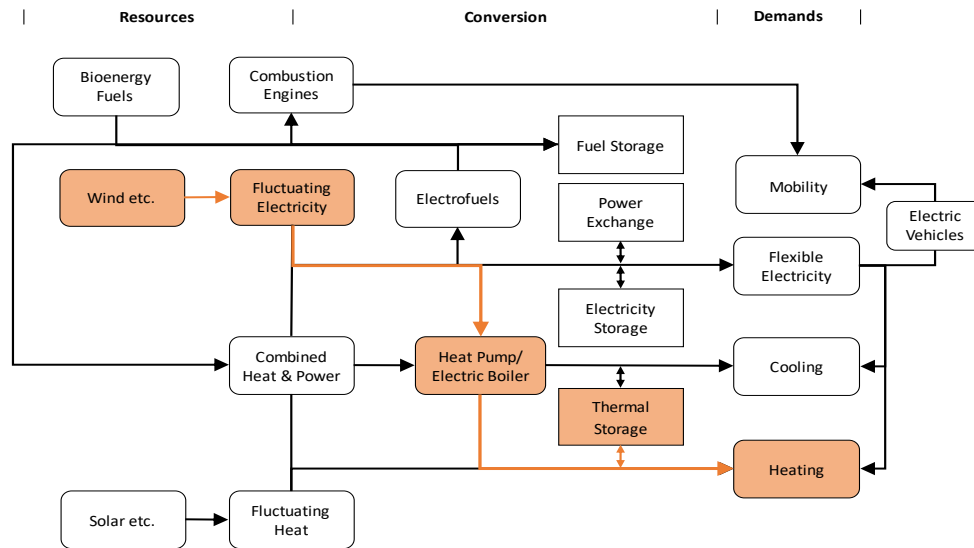 Resources
Conversion
Demands
Bioenergy
Fuels
Combustion
Engines
Fuel Storage
Wind etc.
Fluctuating
Electricity
Electrofuels
Power
Exchange
Mobility
Electric
Vehicles
Flexible
Electricity
Electricity
Storage
Combined
Heat & Power
Heat Pump/
Electric Boiler
Cooling
Thermal
Storage
Heating
Solar etc.
Fluctuating
Heat